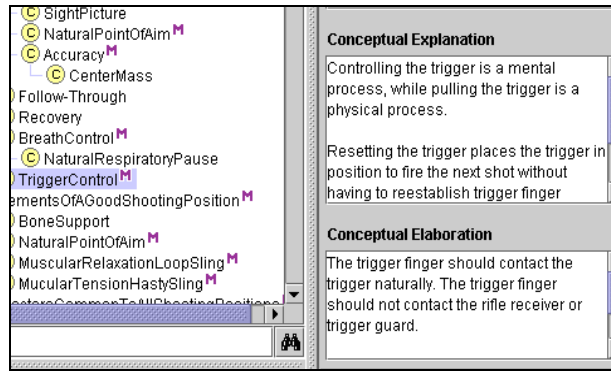 C SightPicture
C NaturalPointOfAim M
C Accuracy M
C CenterMass
Follow-Through
Recovery
BreathControl M
C NaturalRespiratoryPause
TriggerControl M
ementsOfAGoodShootingPosition M
BoneSupport
NaturalPointOfAim M
MuscularRelaxationLoopSling M
MucularTensionHastySling M
ctorsCommonToAllShootingPositions
Conceptual Explanation
Controlling the trigger is a mental
process, while pulling the trigger is a
physical process.
Resetting the trigger places the trigger in
position to fire the next shot without
having to reestablish trigger finger
Conceptual Elaboration
The trigger finger should contact the
trigger naturally. The trigger finger
should not contact the rifle receiver or
trigger guard.